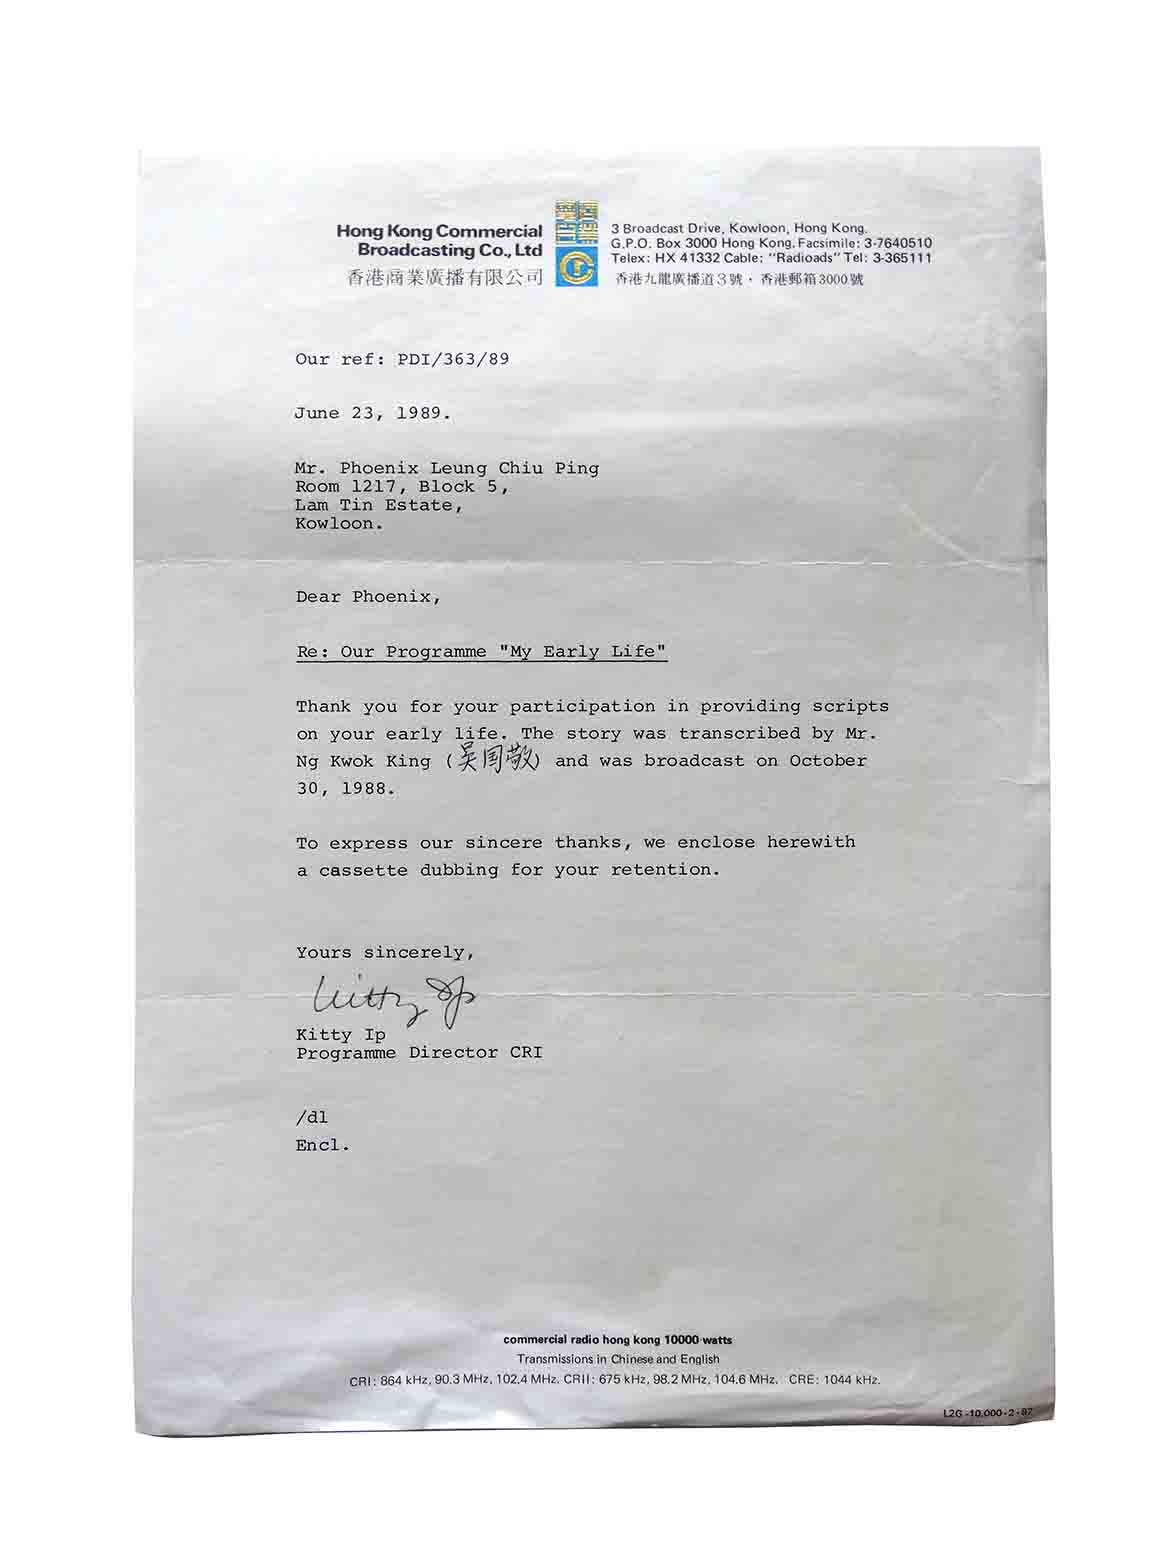 Hong Kong Commercial
Broadcasting Co., Ltd
香港商業廣播有限公司
商業
電台
3 Broadcast Drive, Kowloon, Hong Kong.
G.P.O. Box 3000 Hong Kong. Facsimile: 3-7640510
Telex: HX 41332 Cable: "Radioads" Tel: 3-365111
香港九龍廣播道3號・香港郵箱3000號
Our ref: PDI/363/89
June 23, 1989.
Mr. Phoenix Leung Chiu Ping
Room 1217, Block 5,
Lam Tin Estate,
Kowloon.
Dear Phoenix,
Re: Our Programme "My Early Life"
Thank you for your participation in providing scripts
on your early life. The story was transcribed by Mr.
Ng Kwok King (吴国敬) and was broadcast on October
30, 1988.
To express our sincere thanks, we enclose herewith
a cassette dubbing for your retention.
Yours sincerely,
Kitty Ip
Kitty Ip
Programme Director CRI
/dl
Encl.
commercial radio hong kong 10000 watts
Transmissions in Chinese and English
CRI: 864 kHz, 90.3 MHz, 102.4 MHz. CRII: 675 kHz, 98.2 MHz, 104.6 MHz. CRE: 1044 kHz.
L2G-10,000-2-87